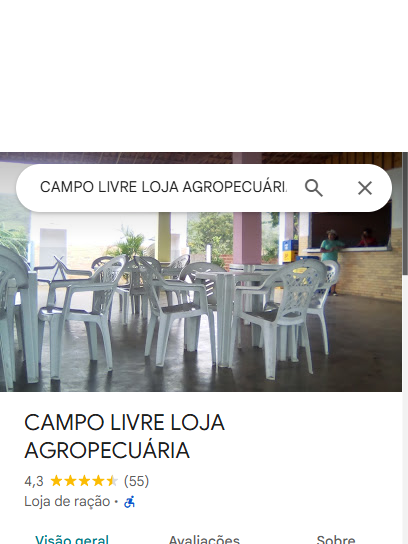 CAMPO LIVRE LOJA AGROPECUÁRI
CAMPO LIVRE LOJA
AGROPECUÁRIA
4,3 (55)
Loja de ração ·
Visão geral Avaliações Sobre